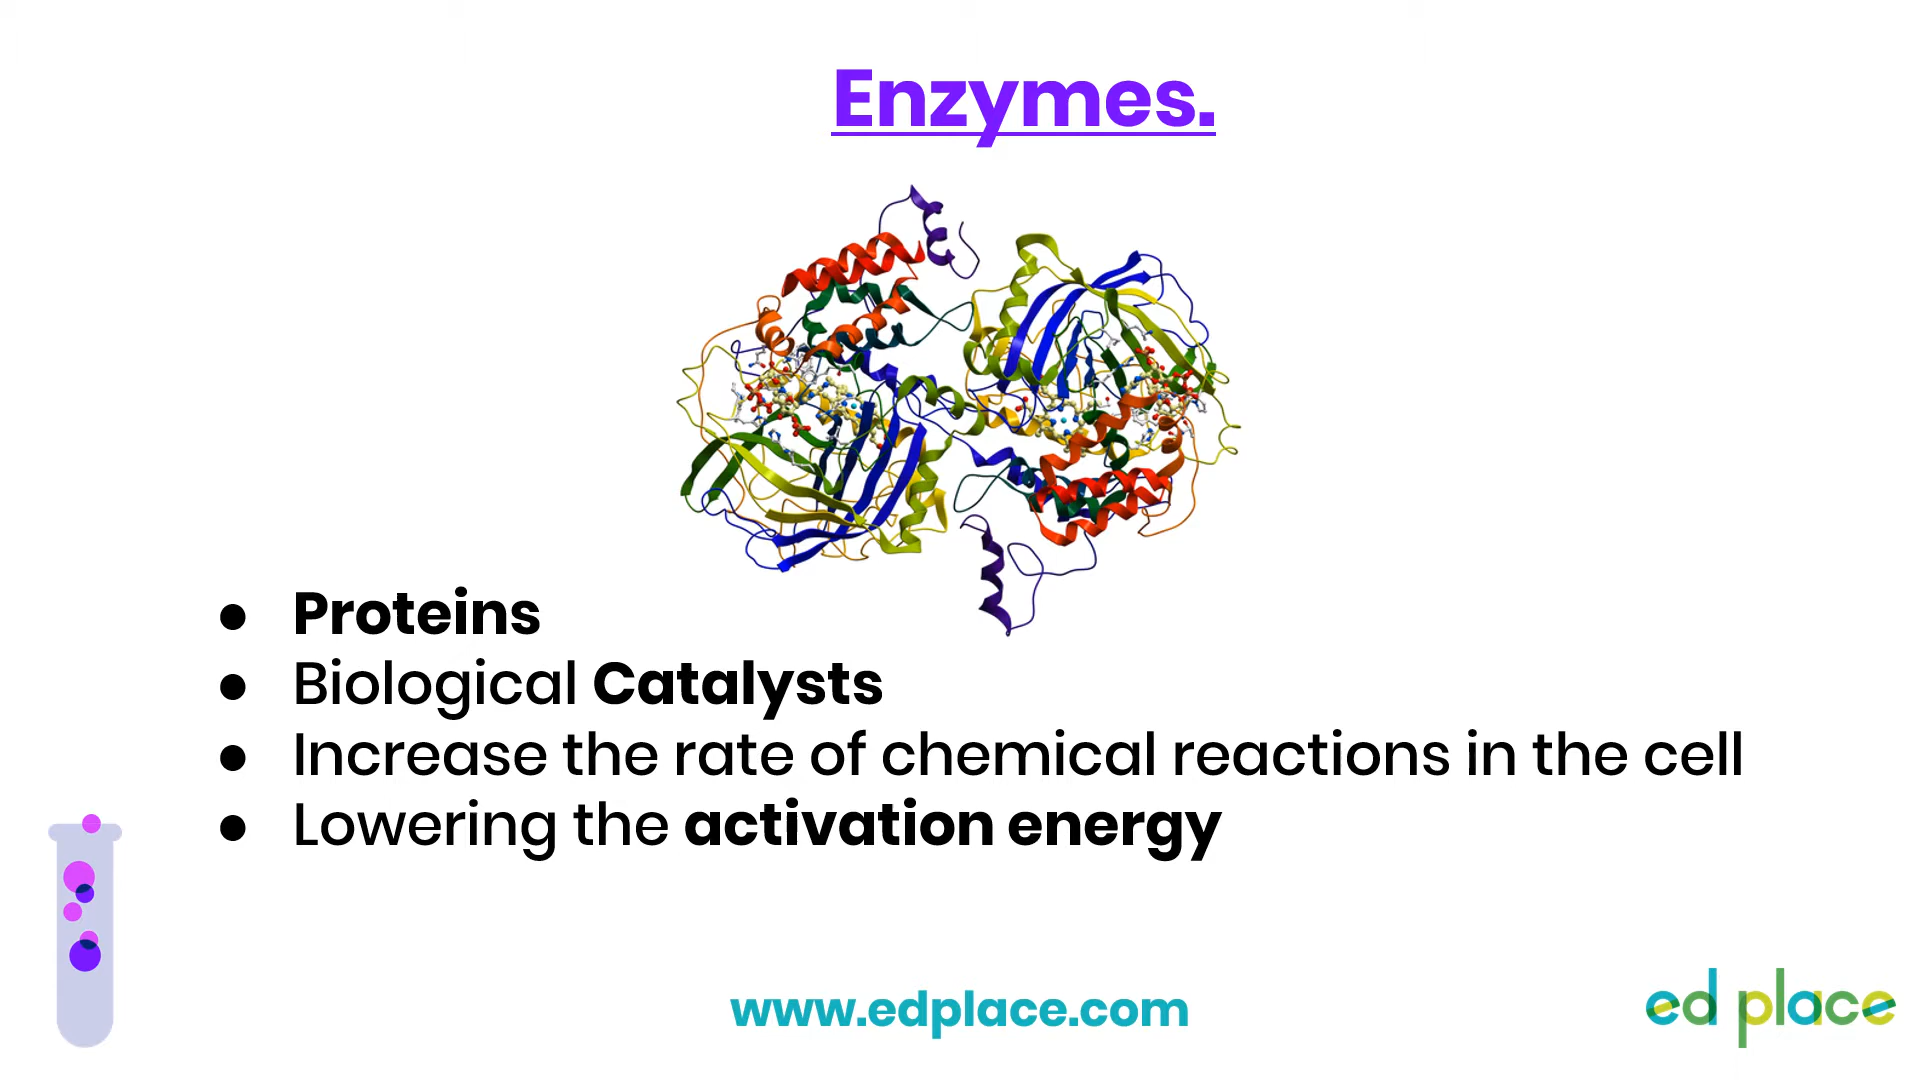 Enzymes.
● Proteins
● Biological Catalysts
● Increase the rate of chemical reactions in the cell
● Lowering the activation energy
www.edplace.com
ed place